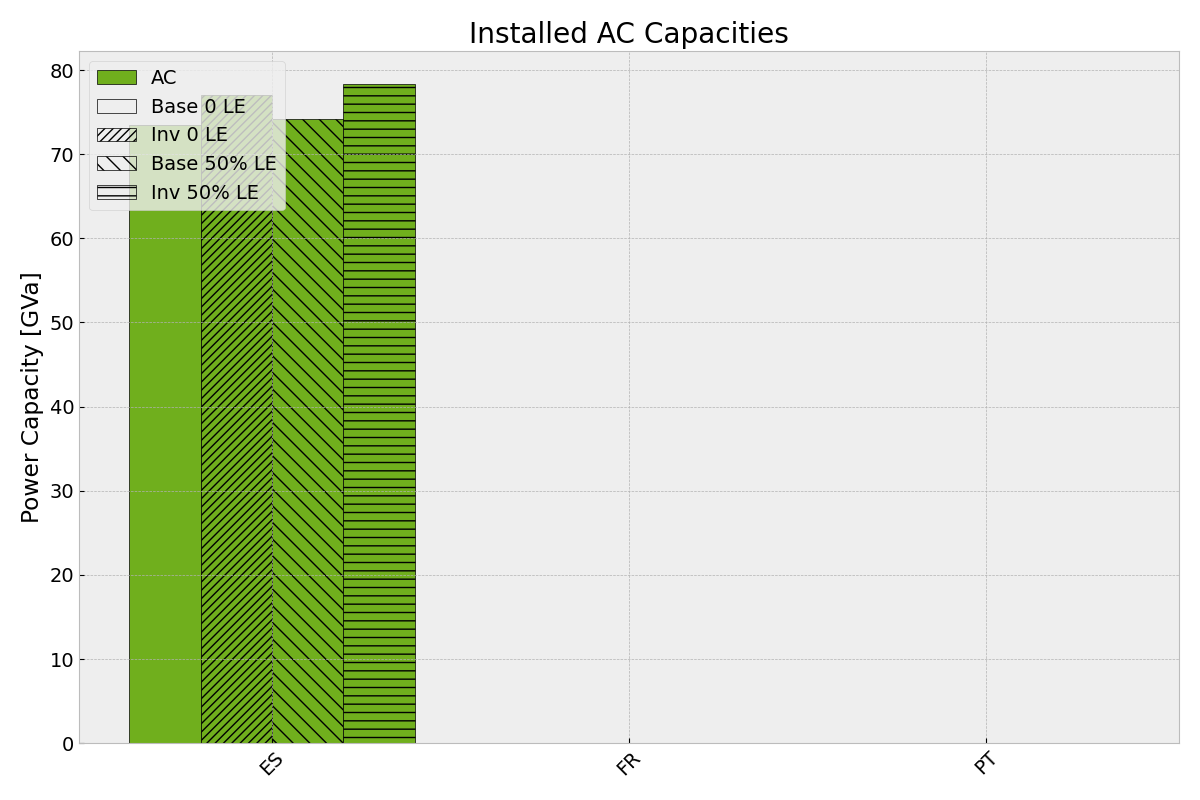 Installed AC Capacities
Power Capacity [GVa]
80
70
60
50
40
30
20
10
0
AC
Base 0 LE
Inv 0 LE
Base 50% LE
Inv 50% LE
ES
FR
PT